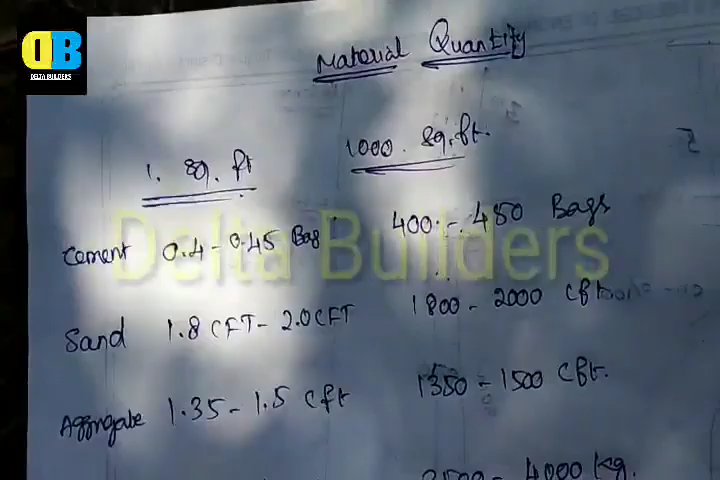 DB
DELTA BUILDERS
Material Quantity
1. sq. ft 1000. sq.ft.
Cement 0.4 - 0.45 Bag 400 - 450 Bags
Sand 1.8 CFT - 2.0 CFT 1800 - 2000 Cft
Aggregate 1.35 - 1.5 Cft 1350 - 1500 Cft.
4000 kg.
Delta Builders